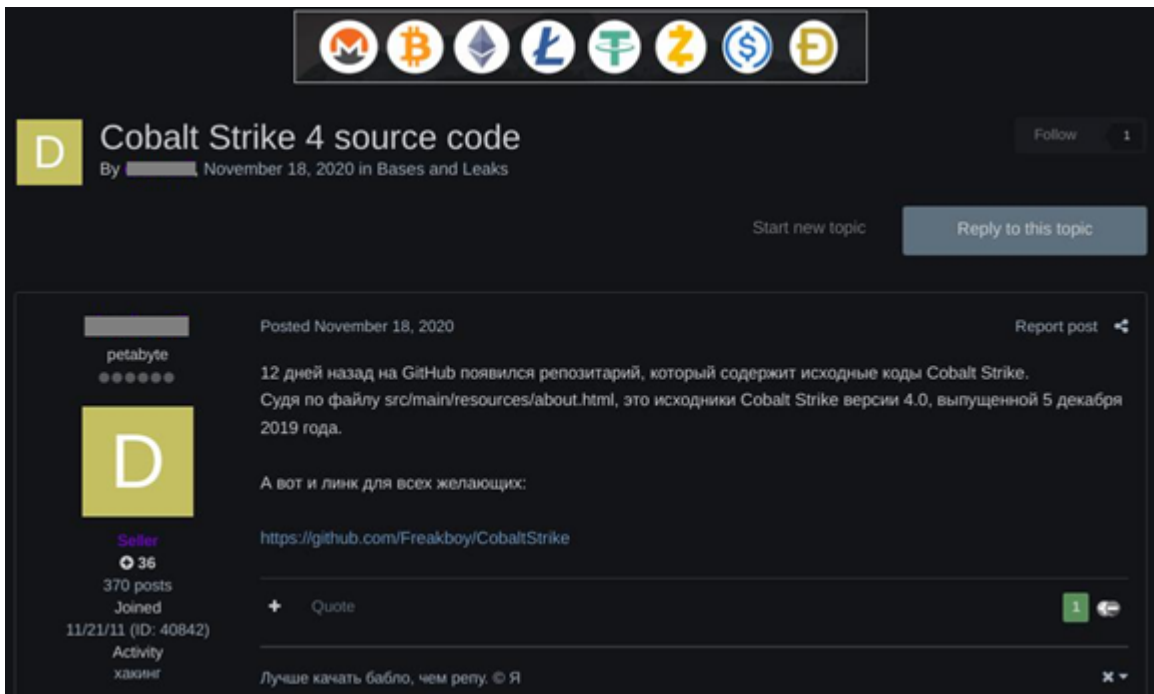 D
Cobalt Strike 4 source code
By , November 18, 2020 in Bases and Leaks
Follow 1
Start new topic
Reply to this topic
petabyte
D
Seller
36
370 posts
Joined
11/21/11 (ID: 40842)
Activity
хакинг
Posted November 18, 2020
Report post
12 дней назад на GitHub появился репозитарий, который содержит исходные коды Cobalt Strike.
Судя по файлу src/main/resources/about.html, это исходники Cobalt Strike версии 4.0, выпущенной 5 декабря
2019 года.
А вот и линк для всех желающих:
https://github.com/Freakboy/CobaltStrike
+ Quote
1
Лучше качать бабло, чем репу. © Я